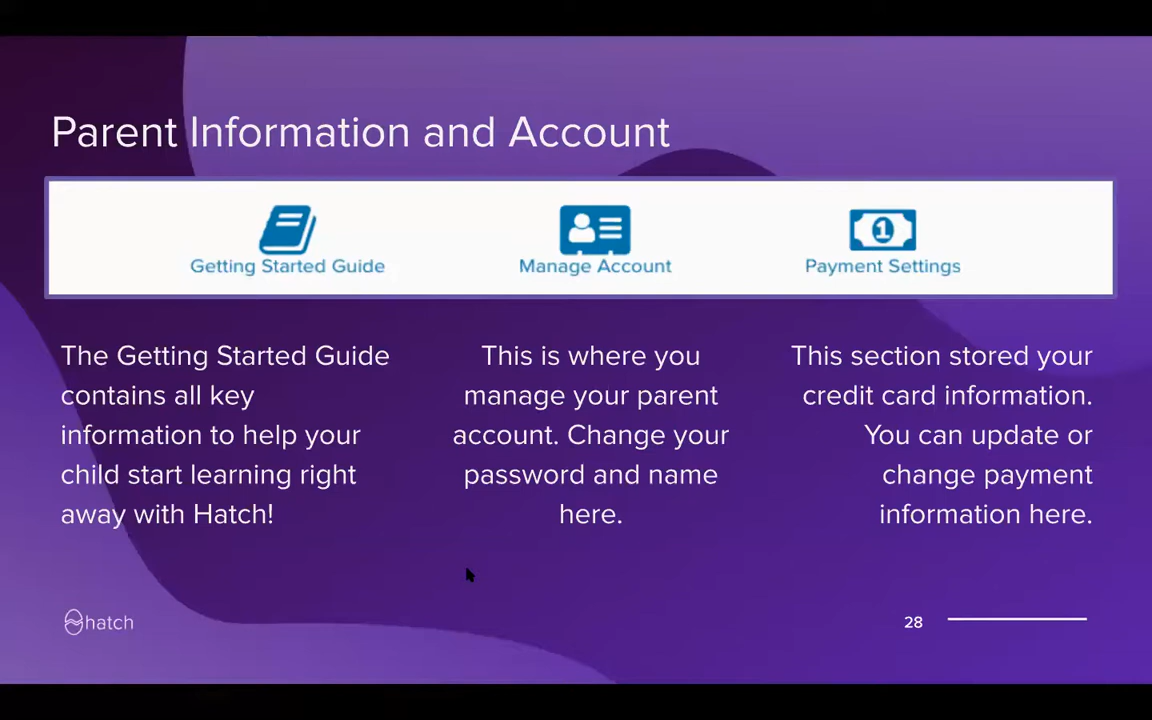 Parent Information and Account
Getting Started Guide
Manage Account
Payment Settings
The Getting Started Guide
contains all key
information to help your
child start learning right
away with Hatch!
This is where you
manage your parent
account. Change your
password and name
here.
This section stored your
credit card information.
You can update or
change payment
information here.
hatch
28